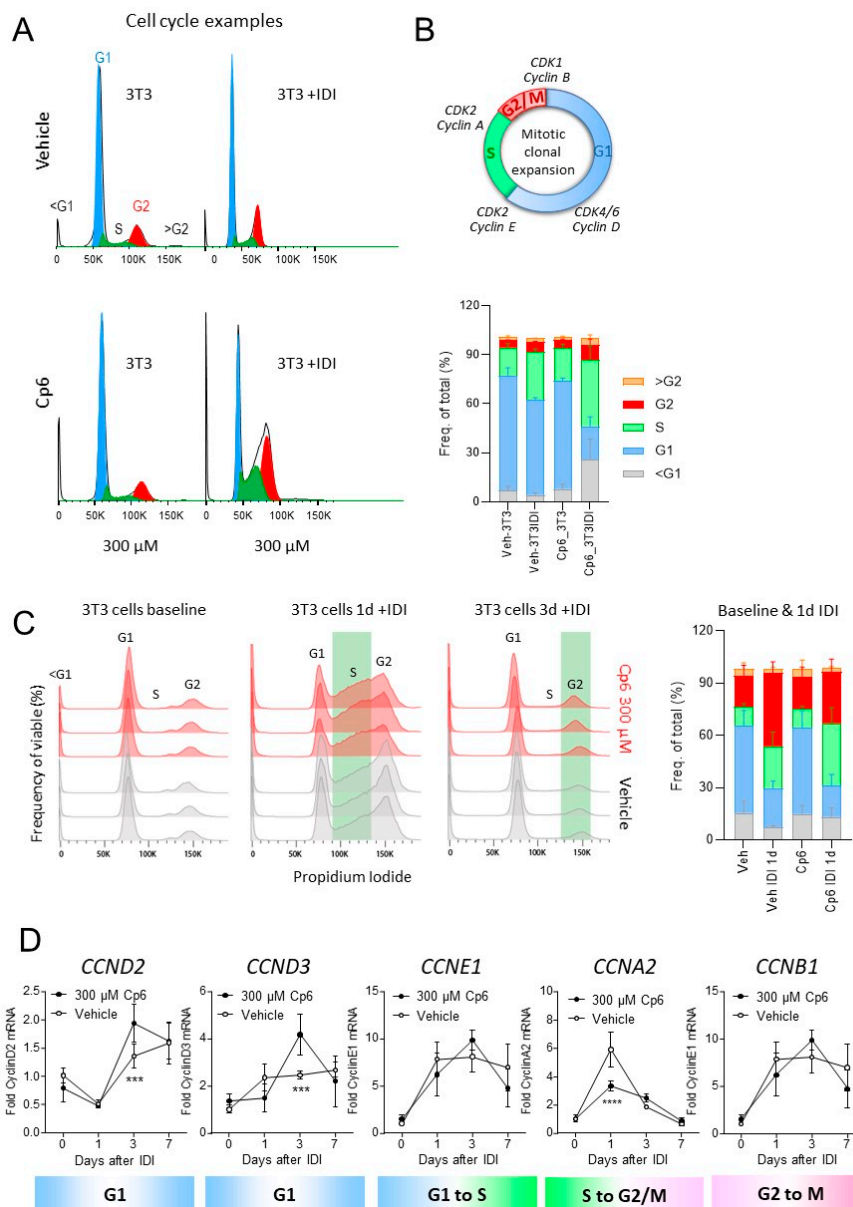 A
Cell cycle examples
Vehicle
G1
3T3
3T3 +IDI
<G1
S
G2
>G2
0 50K 100K 150K
0 50K 100K 150K
Cp6
3T3
3T3 +IDI
0 50K 100K 150K
0 50K 100K 150K
300 µM
300 µM
B
CDK1
Cyclin B
CDK2
Cyclin A
G2/M
S
G1
Mitotic
clonal
expansion
CDK2
Cyclin E
CDK4/6
Cyclin D
Freq. of total (%)
120
90
60
30
0
Veh-3T3
Veh-3T3IDI
Cp6_3T3
Cp6_3T3IDI
>G2
G2
S
G1
<G1
C
3T3 cells baseline
3T3 cells 1d +IDI
3T3 cells 3d +IDI
Frequency of viable (%)
<G1
G1
S
G2
G1
S
G2
G1
S
G2
Cp6 300 µM
Vehicle
0 50K 100K 150K
0 50K 100K 150K
0 50K 100K 150K
Propidium Iodide
Baseline & 1d IDI
Freq. of total (%)
120
90
60
30
0
Veh
Veh IDI 1d
Cp6
Cp6 IDI 1d
D
CCND2
300 µM Cp6
Vehicle
Fold CyclinD2 mRNA
2.5
2.0
1.5
1.0
0.5
0.0
***
0 1 3 7
Days after IDI
G1
CCND3
300 µM Cp6
Vehicle
Fold CyclinD3 mRNA
6
4
2
0
***
0 1 3 7
Days after IDI
G1
CCNE1
300 µM Cp6
Vehicle
Fold CyclinE1 mRNA
15
10
5
0
0 1 3 7
Days after IDI
G1 to S
CCNA2
300 µM Cp6
Vehicle
Fold CyclinA2 mRNA
10
8
6
4
2
0
****
0 1 3 7
Days after IDI
S to G2/M
CCNB1
300 µM Cp6
Vehicle
Fold CyclinE1 mRNA
15
10
5
0
0 1 3 7
Days after IDI
G2 to M